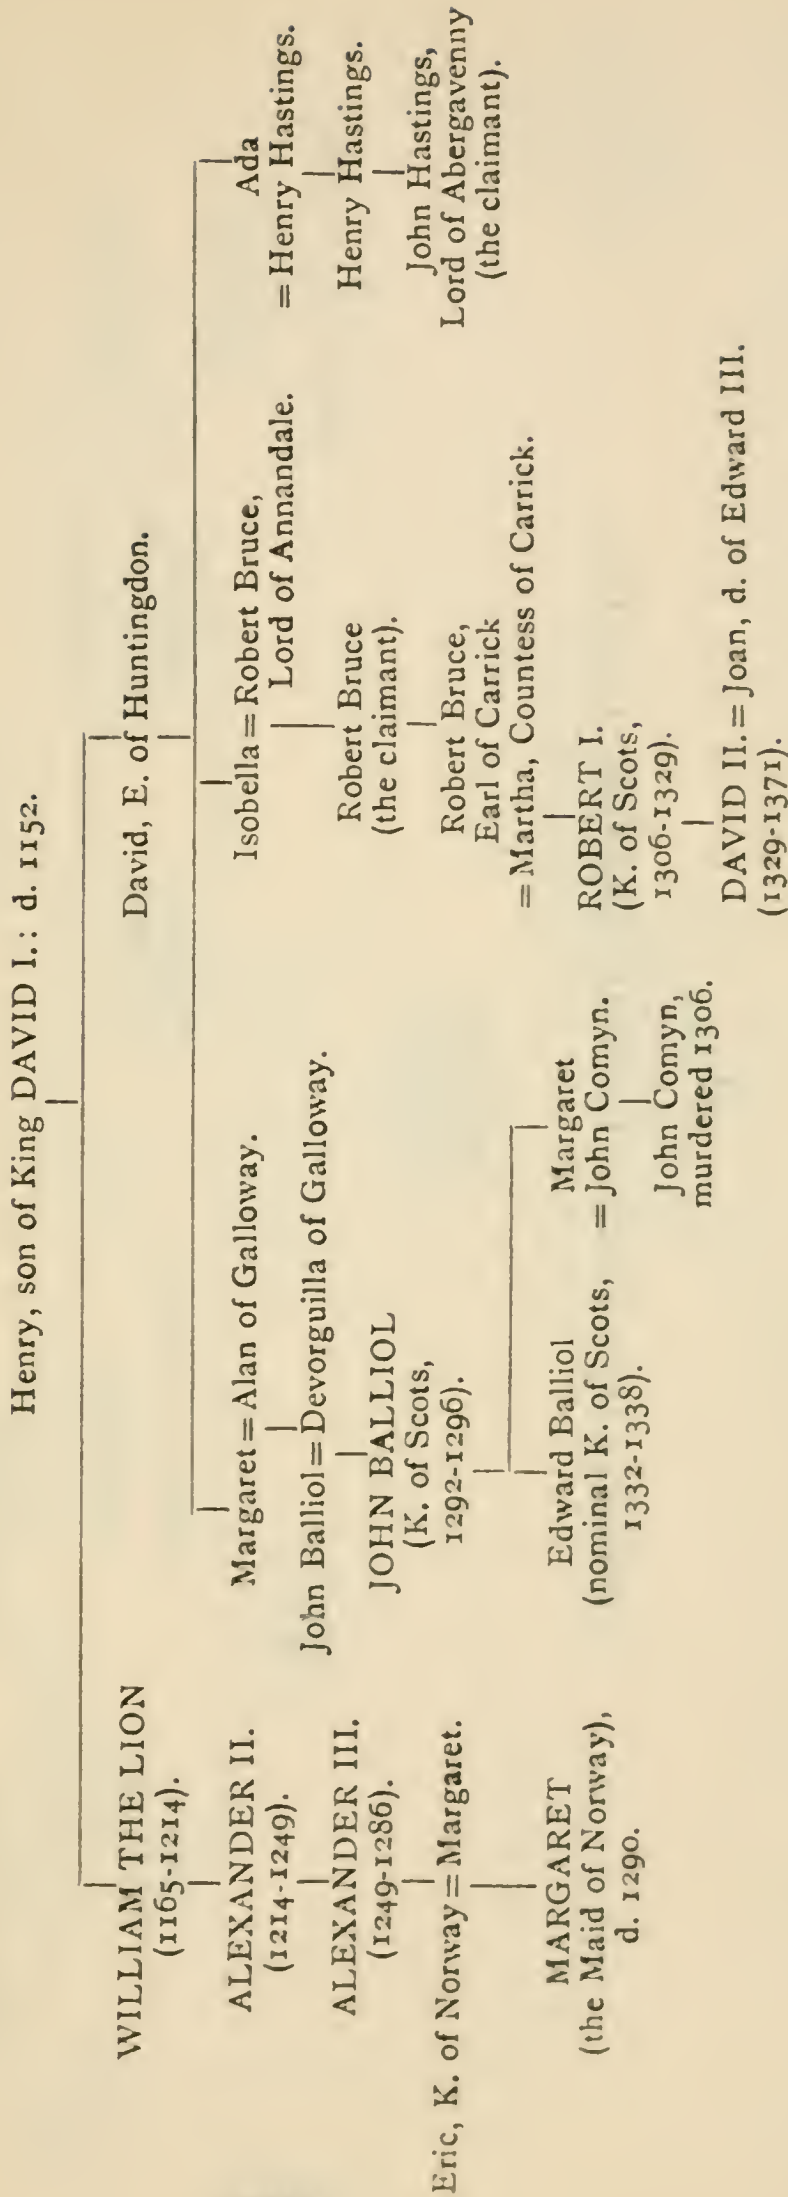 Henry, son of King DAVID I.: d. 1152.
WILLIAM THE LION
(1165-1214).
ALEXANDER II.
(1214-1249).
ALEXANDER III.
(1249-1286).
Eric, K. of Norway = Margaret.
MARGARET
(the Maid of Norway),
d. 1290.
David, E. of Huntingdon.
Margaret = Alan of Galloway.
John Balliol = Devorguilla of Galloway.
JOHN BALLIOL
(K. of Scots,
1292-1296).
Edward Balliol
(nominal K. of Scots,
1332-1338).
Margaret
= John Comyn.
John Comyn,
murdered 1306.
Isobella = Robert Bruce,
Lord of Annandale.
Robert Bruce
(the claimant).
Robert Bruce,
Earl of Carrick
= Martha, Countess of Carrick.
ROBERT I.
(K. of Scots,
1306-1329).
DAVID II. = Joan, d. of Edward III.
(1329-1371).
Ada
= Henry Hastings.
Henry Hastings.
John Hastings,
Lord of Abergavenny
(the claimant).